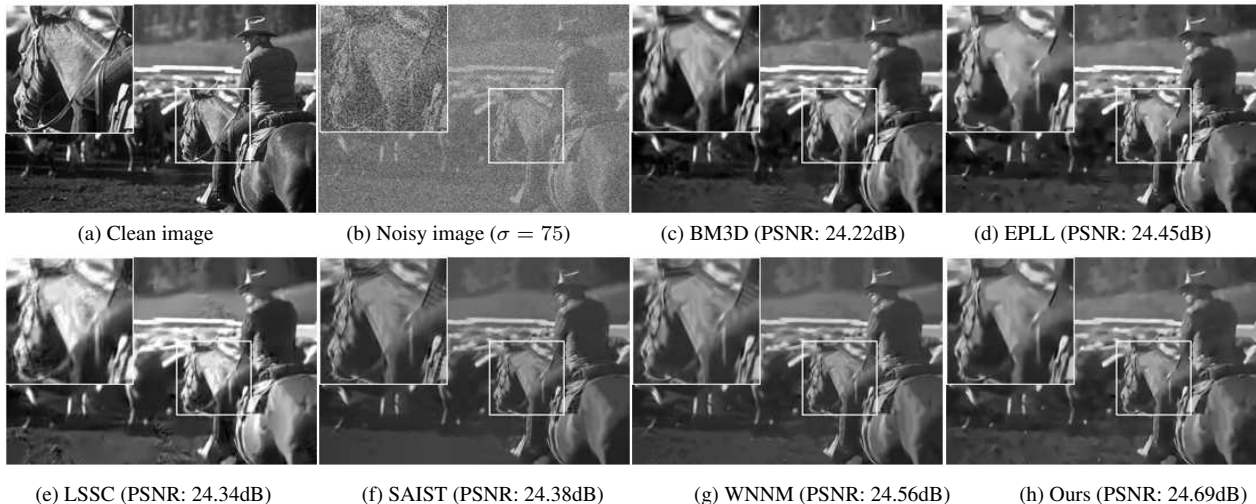 (a) Clean image
(b) Noisy image (σ = 75)
(c) BM3D (PSNR: 24.22dB)
(d) EPLL (PSNR: 24.45dB)
(e) LSSC (PSNR: 24.34dB)
(f) SAIST (PSNR: 24.38dB)
(g) WNNM (PSNR: 24.56dB)
(h) Ours (PSNR: 24.69dB)